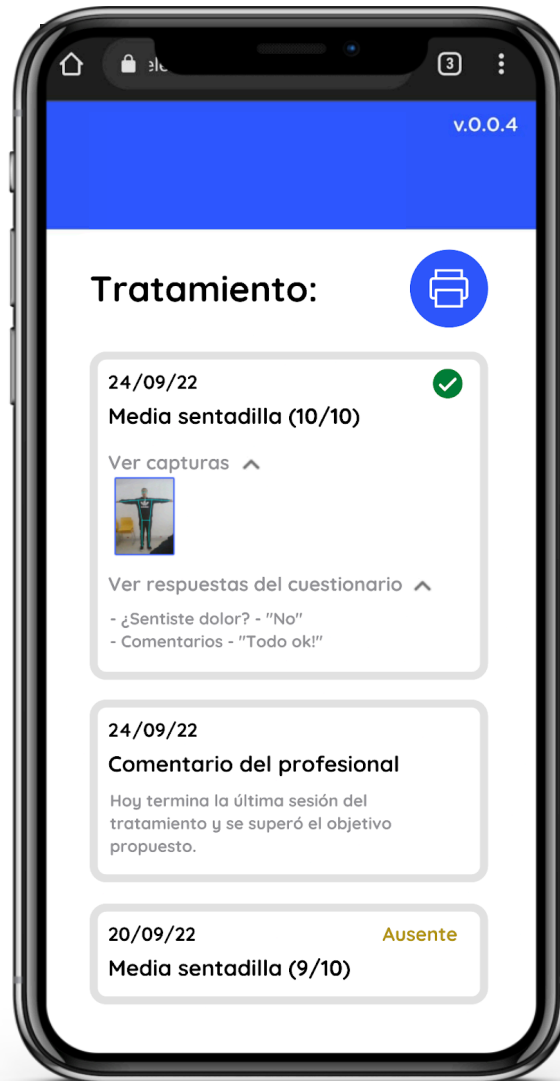 3
v.0.0.4
Tratamiento:
24/09/22
Media sentadilla (10/10)
Ver capturas
Ver respuestas del cuestionario
- ¿Sentiste dolor? - "No"
- Comentarios - "Todo ok!"
24/09/22
Comentario del profesional
Hoy termina la última sesión del
tratamiento y se superó el objetivo
propuesto.
20/09/22
Ausente
Media sentadilla (9/10)